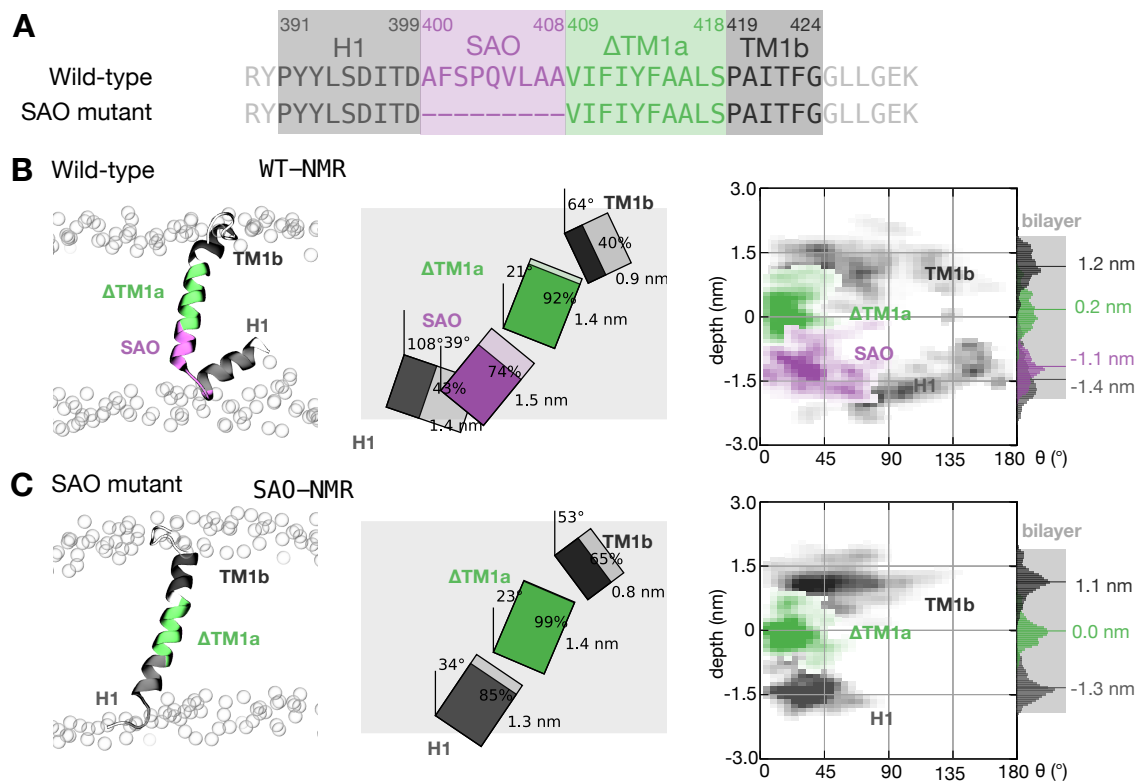 A
391 399 400 408 409 418 419 424
H1 SAO ΔTM1a TM1b
Wild-type RYPYYLSDITDAFSPQVLAAVIFIYFAALSPAITFGGLLGEK
SAO mutant RYPYYLSDITD–––––––––VIFIYFAALSPAITFGGLLGEK
B Wild-type WT–NMR
TM1b
ΔTM1a
SAO
H1
64° TM1b
40%
0.9 nm
ΔTM1a 21°
92%
1.4 nm
SAO
108° 39°
74%
43%
1.5 nm
1.4 nm
H1
depth (nm)
3.0
1.5
0
-1.5
-3.0
0 45 90 135 180 θ (°)
TM1b
ΔTM1a
SAO
H1
bilayer
1.2 nm
0.2 nm
-1.1 nm
-1.4 nm
C SAO mutant SAO–NMR
TM1b
ΔTM1a
H1
53°
TM1b
65%
0.8 nm
ΔTM1a
23°
99%
1.4 nm
34°
85%
1.3 nm
H1
depth (nm)
3.0
1.5
0
-1.5
-3.0
0 45 90 135 180 θ (°)
TM1b
ΔTM1a
H1
bilayer
1.1 nm
0.0 nm
-1.3 nm